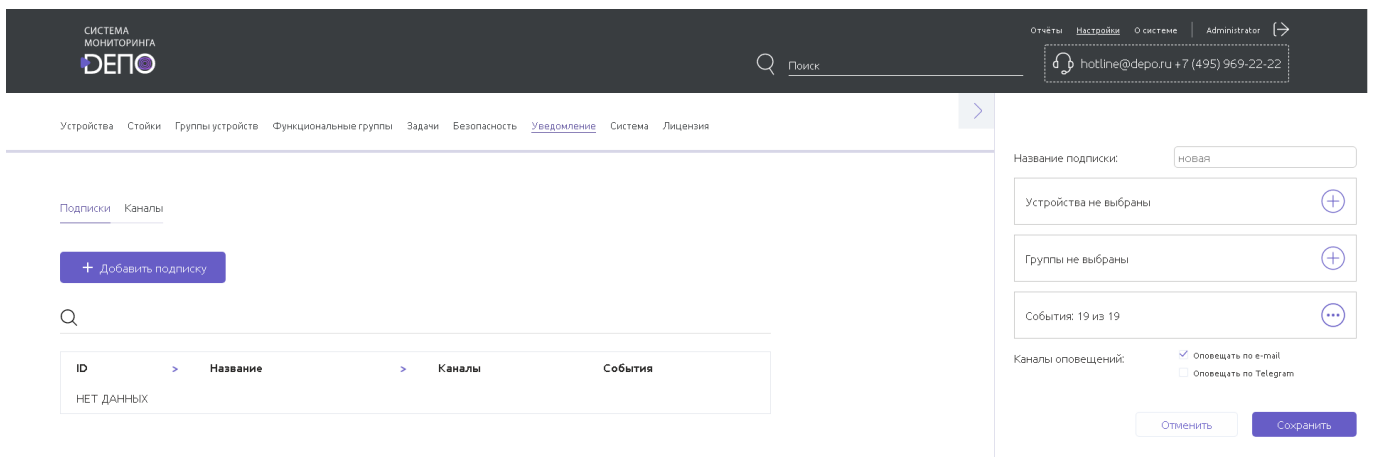 СИСТЕМА
МОНИТОРИНГА
DЕПО
Поиск
Отчёты Настройки О системе Administrator
hotline@depo.ru +7 (495) 969-22-22
Устройства Стойки Группы устройств Функциональные группы Задачи Безопасность Уведомление Система Лицензия
Подписки Каналы
+ Добавить подписку
ID > Название > Каналы События
НЕТ ДАННЫХ
Название подписки: новая
Устройства не выбраны
Группы не выбраны
События: 19 из 19
Каналы оповещений: Оповещать по e-mail
Оповещать по Telegram
Отменить Сохранить